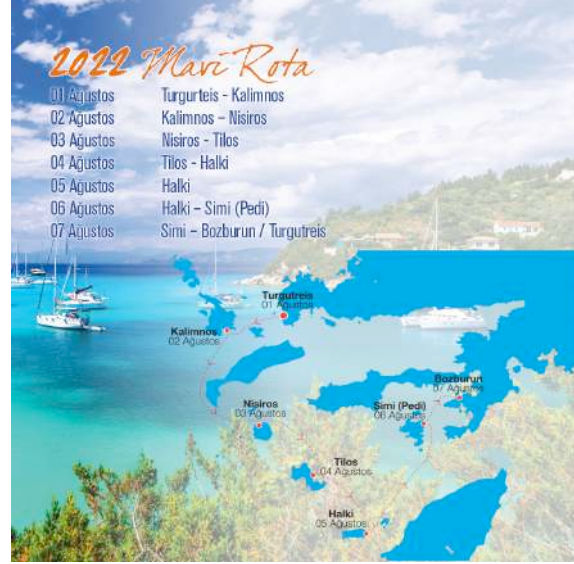 2022 Mavi Rota
01 Ağustos Turgurteis - Kalimnos
02 Ağustos Kalimnos – Nisiros
03 Ağustos Nisiros - Tilos
04 Ağustos Tilos - Halki
05 Ağustos Halki
06 Ağustos Halki – Simi (Pedi)
07 Ağustos Simi – Bozburun / Turgutreis
Turgutreis
01 Ağustos
Kalimnos
02 Ağustos
Bozburun
07 Ağustos
Nisiros
03 Ağustos
Simi (Pedi)
06 Ağustos
Tilos
04 Ağustos
Halki
05 Ağustos